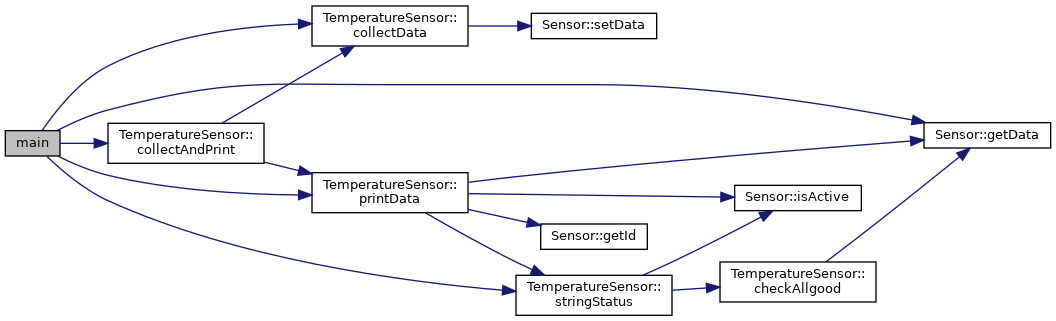 TemperatureSensor::
collectData
Sensor::setData
main
TemperatureSensor::
collectAndPrint
Sensor::getData
TemperatureSensor::
printData
Sensor::isActive
Sensor::getId
TemperatureSensor::
stringStatus
TemperatureSensor::
checkAllgood